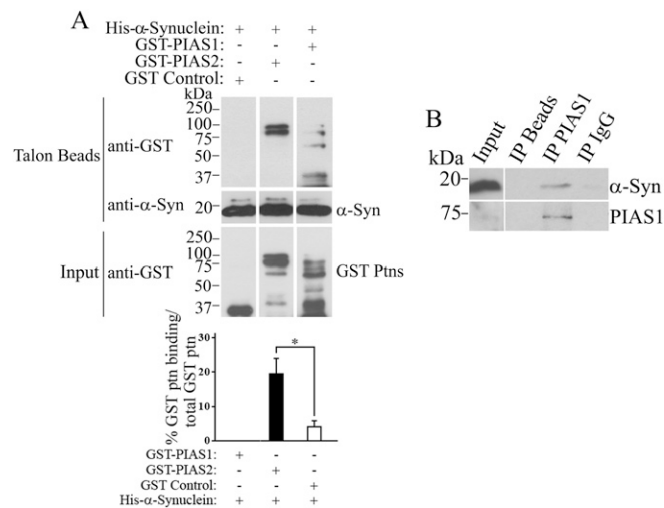 A
His-α-Synuclein: + + +
GST-PIAS1: - - +
GST-PIAS2: - + -
GST Control: + - -
kDa
Talon Beads
anti-GST
250
100
75
50
37
anti-α-Syn
20
α-Syn
Input
anti-GST
250
100
75
50
37
GST Ptns
% GST ptn binding/
total GST ptn
30
20
10
0
*
GST-PIAS1: + - -
GST-PIAS2: - + -
GST Control: - - +
His-α-Synuclein: + + +
B
kDa
Input
IP Beads
IP PIAS1
IP IgG
20
α-Syn
75
PIAS1